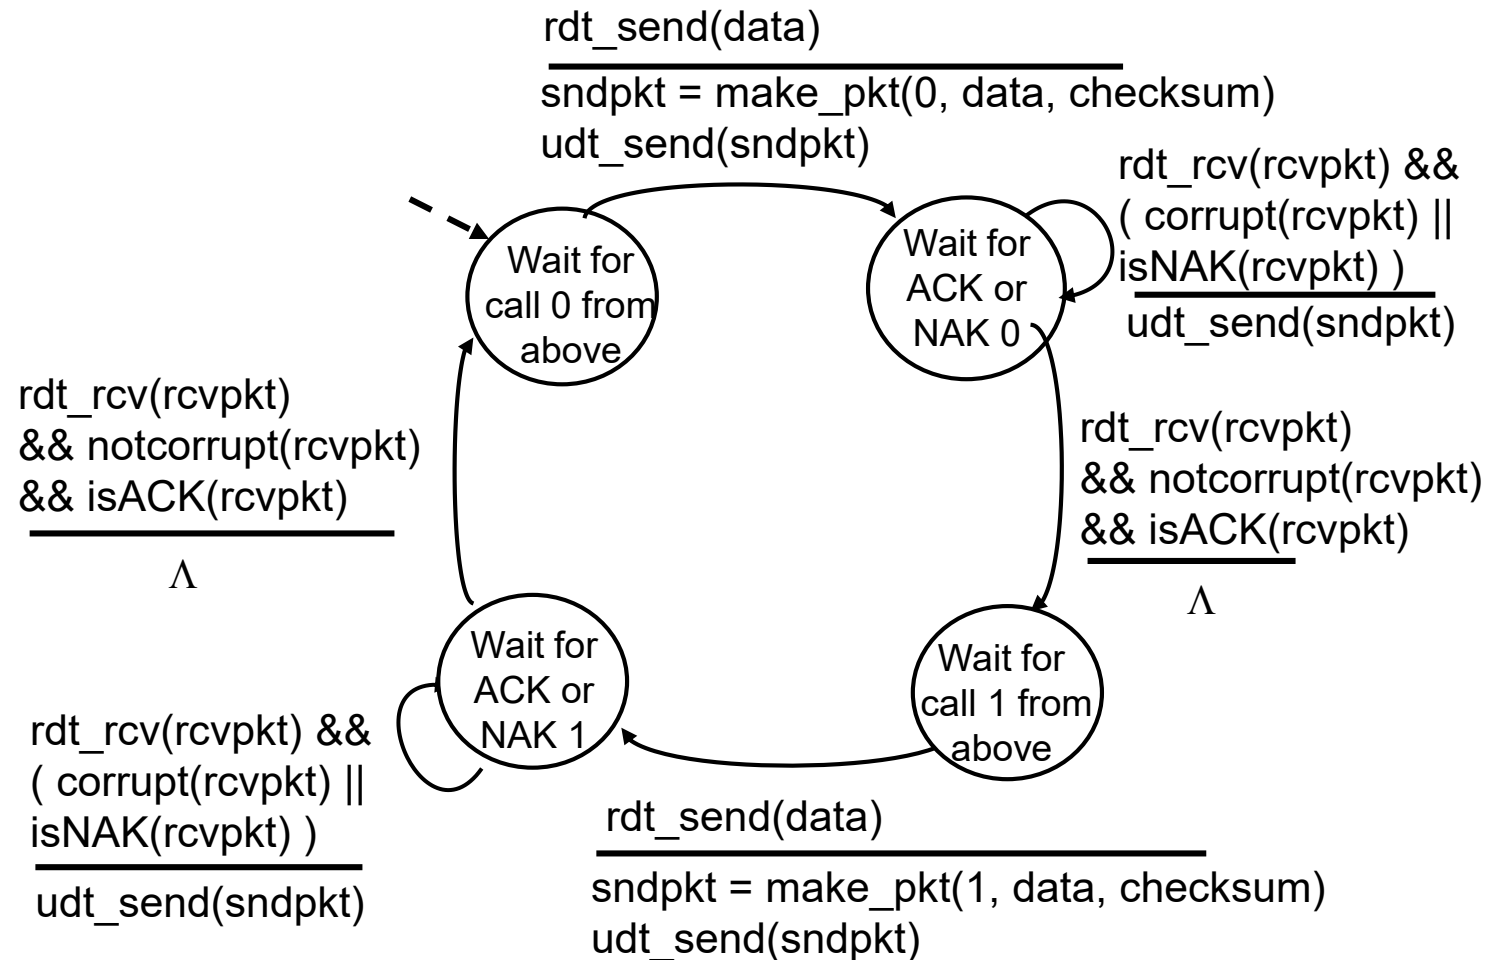 rdt_send(data)
sndpkt = make_pkt(0, data, checksum)
udt_send(sndpkt)
rdt_rcv(rcvpkt) &&
( corrupt(rcvpkt) ||
isNAK(rcvpkt) )
udt_send(sndpkt)
Wait for
call 0 from
above
Wait for
ACK or
NAK 0
rdt_rcv(rcvpkt)
&& notcorrupt(rcvpkt)
&& isACK(rcvpkt)
Λ
rdt_rcv(rcvpkt)
&& notcorrupt(rcvpkt)
&& isACK(rcvpkt)
Λ
Wait for
ACK or
NAK 1
Wait for
call 1 from
above
rdt_rcv(rcvpkt) &&
( corrupt(rcvpkt) ||
isNAK(rcvpkt) )
udt_send(sndpkt)
rdt_send(data)
sndpkt = make_pkt(1, data, checksum)
udt_send(sndpkt)